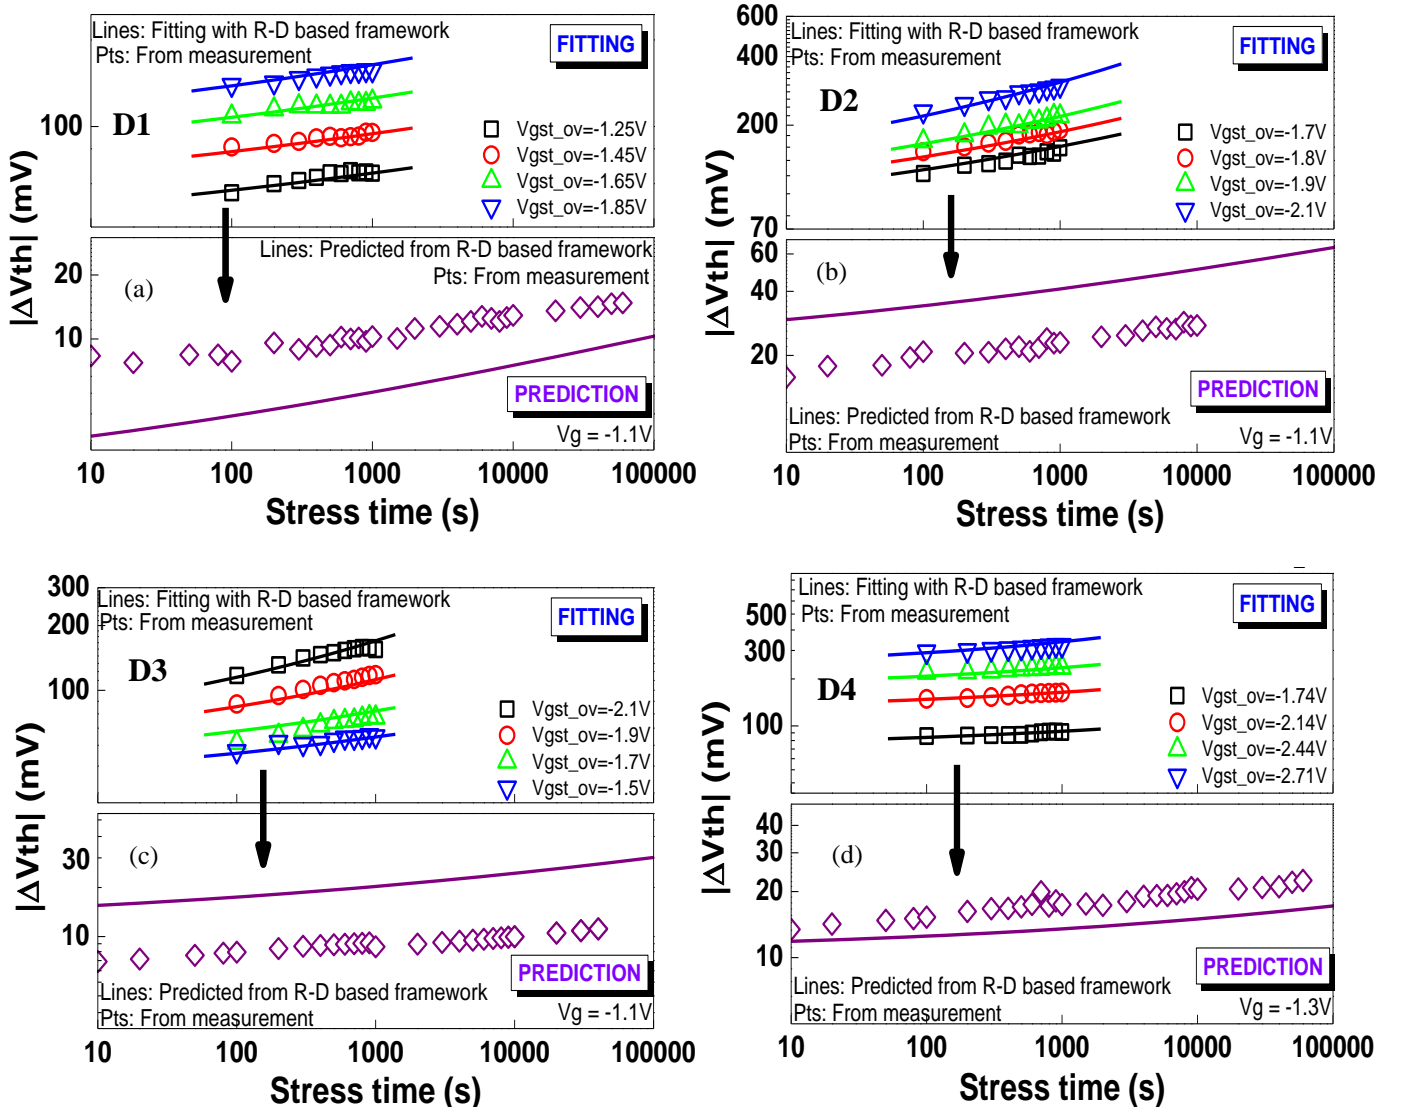 Lines: Fitting with R-D based framework
Pts: From measurement
FITTING
D1
100
Vgst_ov=-1.25V
Vgst_ov=-1.45V
Vgst_ov=-1.65V
Vgst_ov=-1.85V
|ΔVth| (mV)
Lines: Predicted from R-D based framework
Pts: From measurement
20
(a)
10
PREDICTION
Vg = -1.1V
10 100 1000 10000 100000
Stress time (s)
600
Lines: Fitting with R-D based framework
400
Pts: From measurement
FITTING
D2
200
Vgst_ov=-1.7V
Vgst_ov=-1.8V
Vgst_ov=-1.9V
Vgst_ov=-2.1V
70
|ΔVth| (mV)
60
(b)
40
20
PREDICTION
Lines: Predicted from R-D based framework
Pts: From measurement
Vg = -1.1V
10 100 1000 10000 100000
Stress time (s)
300
Lines: Fitting with R-D based framework
200
Pts: From measurement
FITTING
D3
100
Vgst_ov=-2.1V
Vgst_ov=-1.9V
Vgst_ov=-1.7V
Vgst_ov=-1.5V
|ΔVth| (mV)
30
(c)
10
PREDICTION
Lines: Predicted from R-D based framework
Pts: From measurement
Vg = -1.1V
10 100 1000 10000 100000
Stress time (s)
Lines: Fitting with R-D based framework
500
Pts: From measurement
FITTING
300
D4
100
Vgst_ov=-1.74V
Vgst_ov=-2.14V
Vgst_ov=-2.44V
Vgst_ov=-2.71V
|ΔVth| (mV)
40
30
(d)
20
10
PREDICTION
Lines: Predicted from R-D based framework
Pts: From measurement
Vg = -1.3V
10 100 1000 10000 100000
Stress time (s)